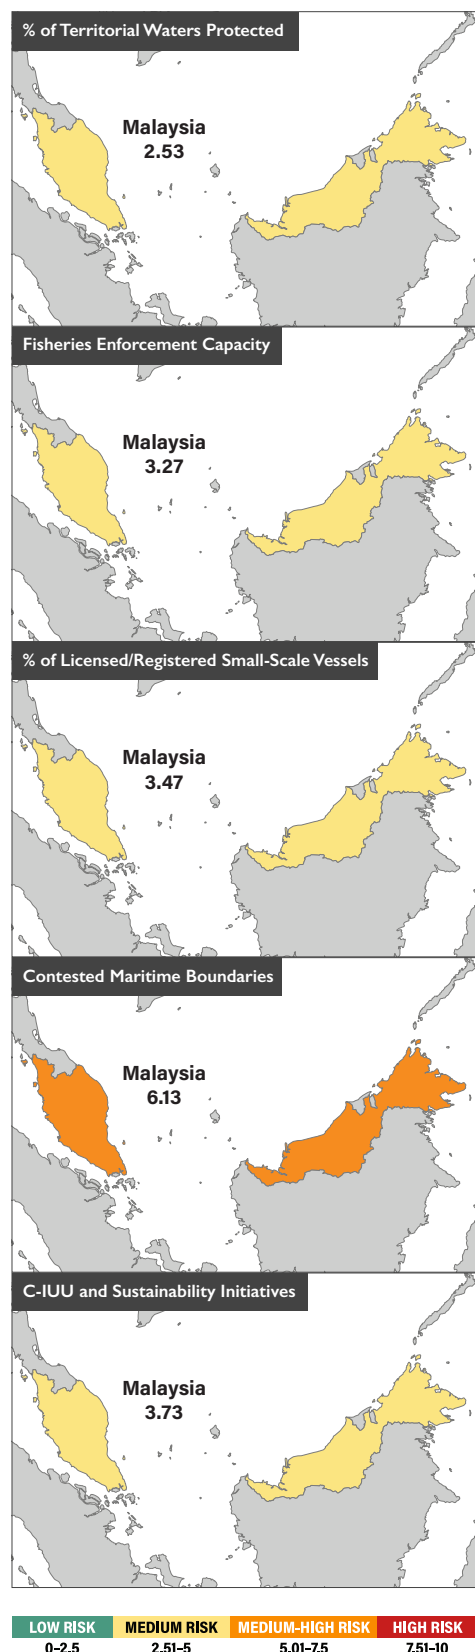 % of Territorial Waters Protected
Malaysia
2.53
Fisheries Enforcement Capacity
Malaysia
3.27
% of Licensed/Registered Small-Scale Vessels
Malaysia
3.47
Contested Maritime Boundaries
Malaysia
6.13
C-IUU and Sustainability Initiatives
Malaysia
3.73
LOW RISK MEDIUM RISK MEDIUM-HIGH RISK HIGH RISK
0–2.5 2.51–5 5.01–7.5 7.51–10